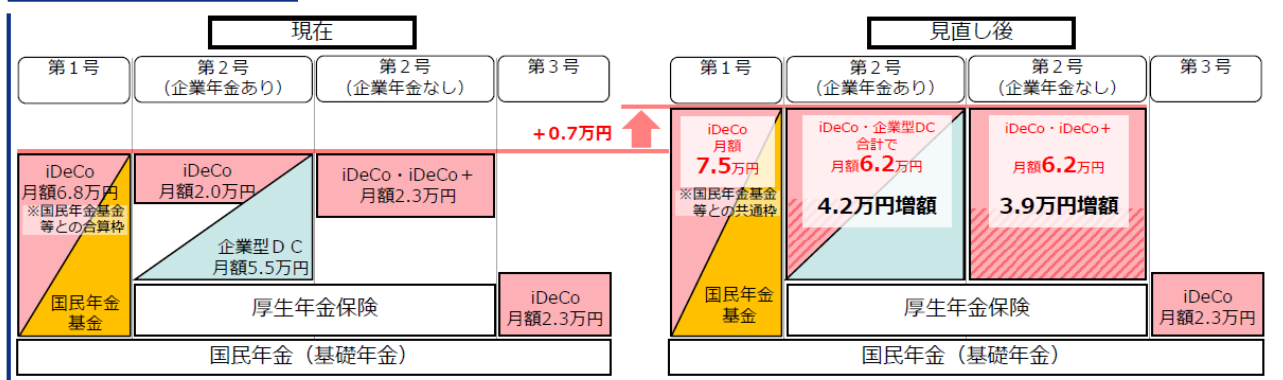 現在
第1号
第2号
(企業年金あり)
第2号
(企業年金なし)
第3号
+0.7万円
iDeCo
月額6.8万円
※国民年金基金
等との合算枠
国民年金
基金
iDeCo
月額2.0万円
企業型DC
月額5.5万円
iDeCo・iDeCo+
月額2.3万円
厚生年金保険
iDeCo
月額2.3万円
国民年金（基礎年金）
見直し後
第1号
第2号
(企業年金あり)
第2号
(企業年金なし)
第3号
iDeCo
月額
7.5万円
※国民年金基金
等との共通枠
国民年金
基金
iDeCo・企業型DC
合計で
月額6.2万円
4.2万円増額
iDeCo・iDeCo+
月額6.2万円
3.9万円増額
厚生年金保険
iDeCo
月額2.3万円
国民年金（基礎年金）